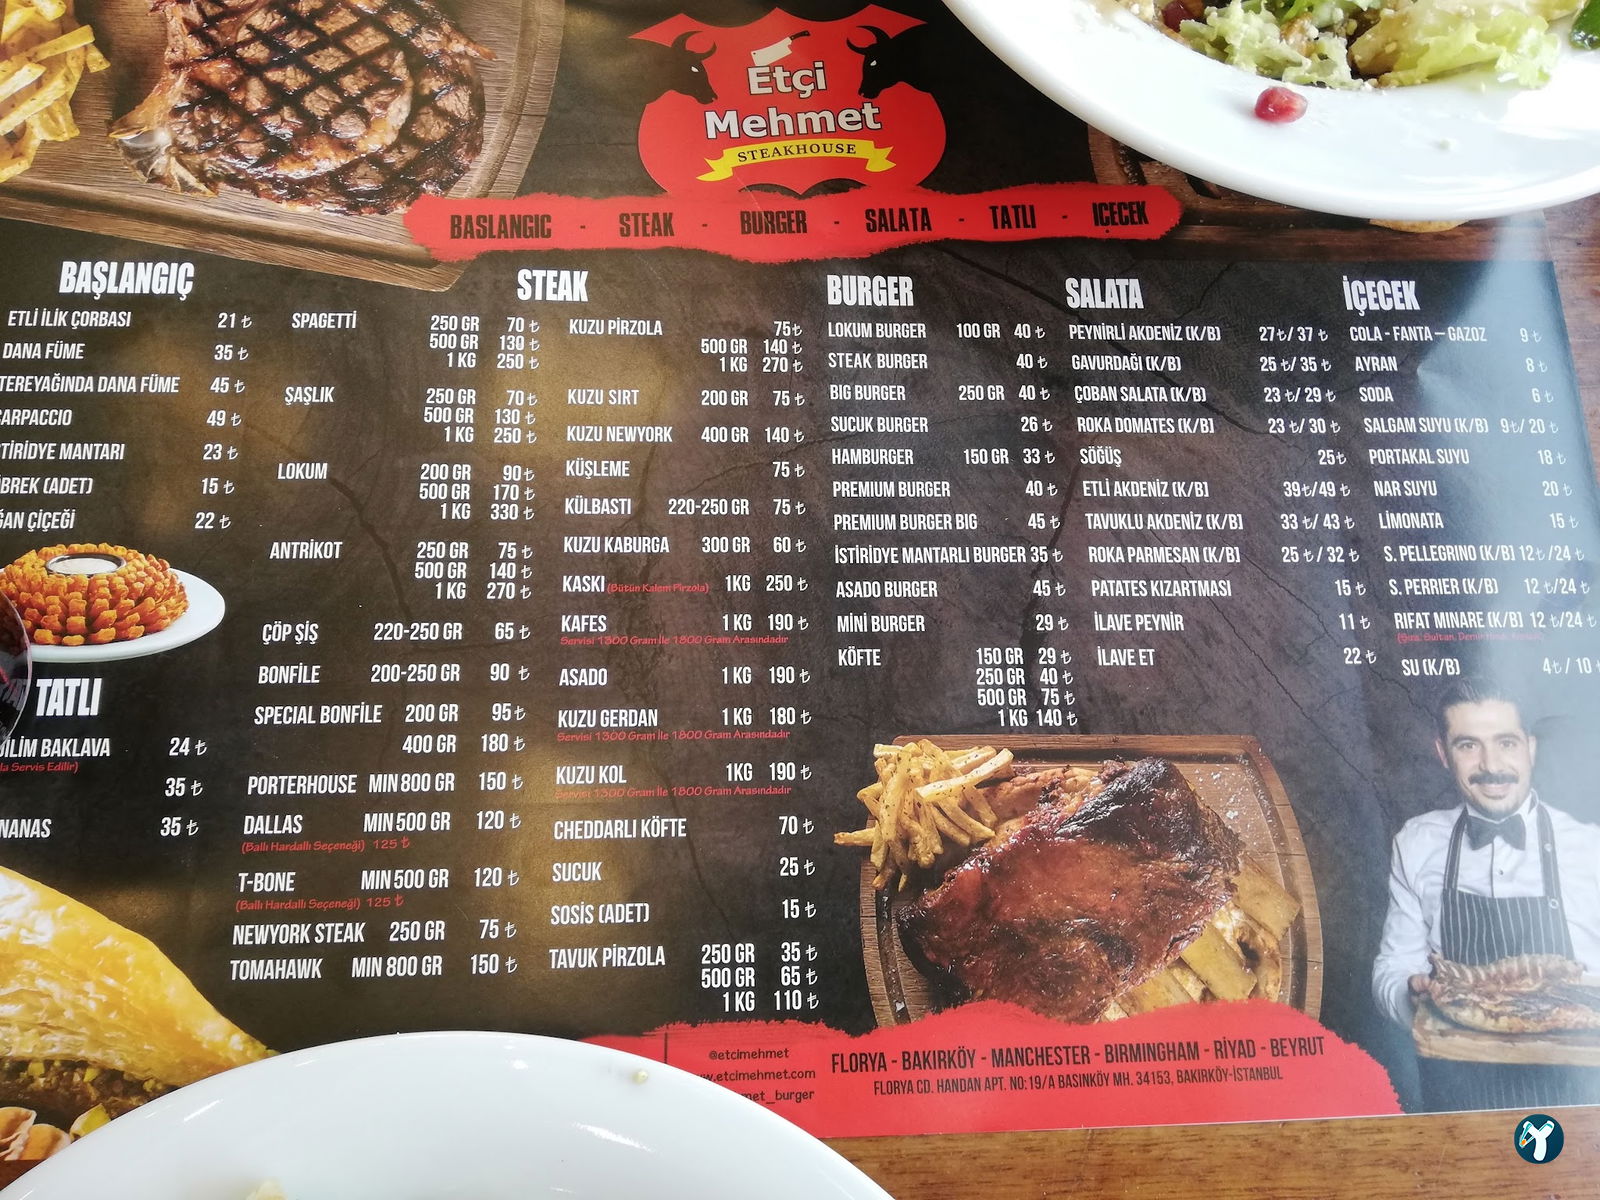 Etçi
Mehmet
STEAKHOUSE
BASLANGIC - STEAK - BURGER - SALATA - TATLI - IÇECEK
BAŞLANGIÇ
ETLİ İLİK ÇORBASI 21 ₺
DANA FÜME 35 ₺
TEREYAĞINDA DANA FÜME 45 ₺
ARPACCIO 49 ₺
TİRİDYE MANTARI 23 ₺
BREK (ADET) 15 ₺
ĞAN ÇİÇEĞİ 22 ₺
TATLI
BİLİM BAKLAVA 24 ₺
la Servis Edilir)
35 ₺
NANAS 35 ₺
STEAK
SPAGETTİ 250 GR 70 ₺
500 GR 130 ₺
1 KG 250 ₺
ŞAŞLIK 250 GR 70 ₺
500 GR 130 ₺
1 KG 250 ₺
LOKUM 200 GR 90 ₺
500 GR 170 ₺
1 KG 330 ₺
ANTRİKOT 250 GR 75 ₺
500 GR 140 ₺
1 KG 270 ₺
ÇÖP ŞİŞ 220-250 GR 65 ₺
BONFİLE 200-250 GR 90 ₺
SPECIAL BONFİLE 200 GR 95 ₺
400 GR 180 ₺
PORTERHOUSE MIN 800 GR 150 ₺
DALLAS MIN 500 GR 120 ₺
(Ballı Hardallı Seçeneği) 125 ₺
T-BONE MIN 500 GR 120 ₺
(Ballı Hardallı Seçeneği) 125 ₺
NEWYORK STEAK 250 GR 75 ₺
TOMAHAWK MIN 800 GR 150 ₺
KUZU PİRZOLA 75 ₺
500 GR 140 ₺
1 KG 270 ₺
KUZU SIRT 200 GR 75 ₺
KUZU NEWYORK 400 GR 140 ₺
KÜŞLEME 75 ₺
KÜLBASTI 220-250 GR 75 ₺
KUZU KABURGA 300 GR 60 ₺
KASKI (Bütün Kalem Pirzola) 1KG 250 ₺
KAFES 1 KG 190 ₺
Servisi 1300 Gram İle 1800 Gram Arasındadır
ASADO 1 KG 190 ₺
KUZU GERDAN 1 KG 180 ₺
Servisi 1300 Gram İle 1800 Gram Arasındadır
KUZU KOL 1KG 190 ₺
Servisi 1300 Gram İle 1800 Gram Arasındadır
CHEDDARLI KÖFTE 70 ₺
SUCUK 25 ₺
SOSİS (ADET) 15 ₺
TAVUK PİRZOLA 250 GR 35 ₺
500 GR 65 ₺
1 KG 110 ₺
BURGER
LOKUM BURGER 100 GR 40 ₺
STEAK BURGER 40 ₺
BIG BURGER 250 GR 40 ₺
SUCUK BURGER 26 ₺
HAMBURGER 150 GR 33 ₺
PREMIUM BURGER 40 ₺
PREMIUM BURGER BIG 45 ₺
İSTİRİDYE MANTARLI BURGER 35 ₺
ASADO BURGER 45 ₺
MİNİ BURGER 29 ₺
KÖFTE 150 GR 29 ₺
250 GR 40 ₺
500 GR 75 ₺
1 KG 140 ₺
SALATA
PEYNİRLİ AKDENİZ (K/B) 27 ₺/ 37 ₺
GAVURDAĞI (K/B) 25 ₺/ 35 ₺
ÇOBAN SALATA (K/B) 23 ₺/ 29 ₺
ROKA DOMATES (K/B) 23 ₺/ 30 ₺
SÖĞÜŞ 25₺
ETLİ AKDENİZ (K/B) 39₺/49 ₺
TAVUKLU AKDENİZ (K/B) 33 ₺/ 43 ₺
ROKA PARMESAN (K/B) 25 ₺/ 32 ₺
PATATES KIZARTMASI 15 ₺
İLAVE PEYNİR 11 ₺
İLAVE ET 22 ₺
İÇECEK
COLA - FANTA – GAZOZ 9 ₺
AYRAN 8 ₺
SODA 6 ₺
SALGAM SUYU (K/B) 9₺/ 20 ₺
PORTAKAL SUYU 18 ₺
NAR SUYU 20 ₺
LİMONATA 15 ₺
S. PELLEGRINO (K/B) 12₺/24 ₺
S. PERRIER (K/B) 12 ₺/24 ₺
RIFAT MINARE (K/B) 12 ₺/24 ₺
SU (K/B) 4₺/ 10
@etcimehmet
w.etcimehmet.com
met_burger
FLORYA - BAKIRKÖY - MANCHESTER - BIRMINGHAM - RİYAD - BEYRUT
FLORYA CD. HANDAN APT. NO:19/A BASINKÖY MH. 34153, BAKIRKÖY-İSTANBUL